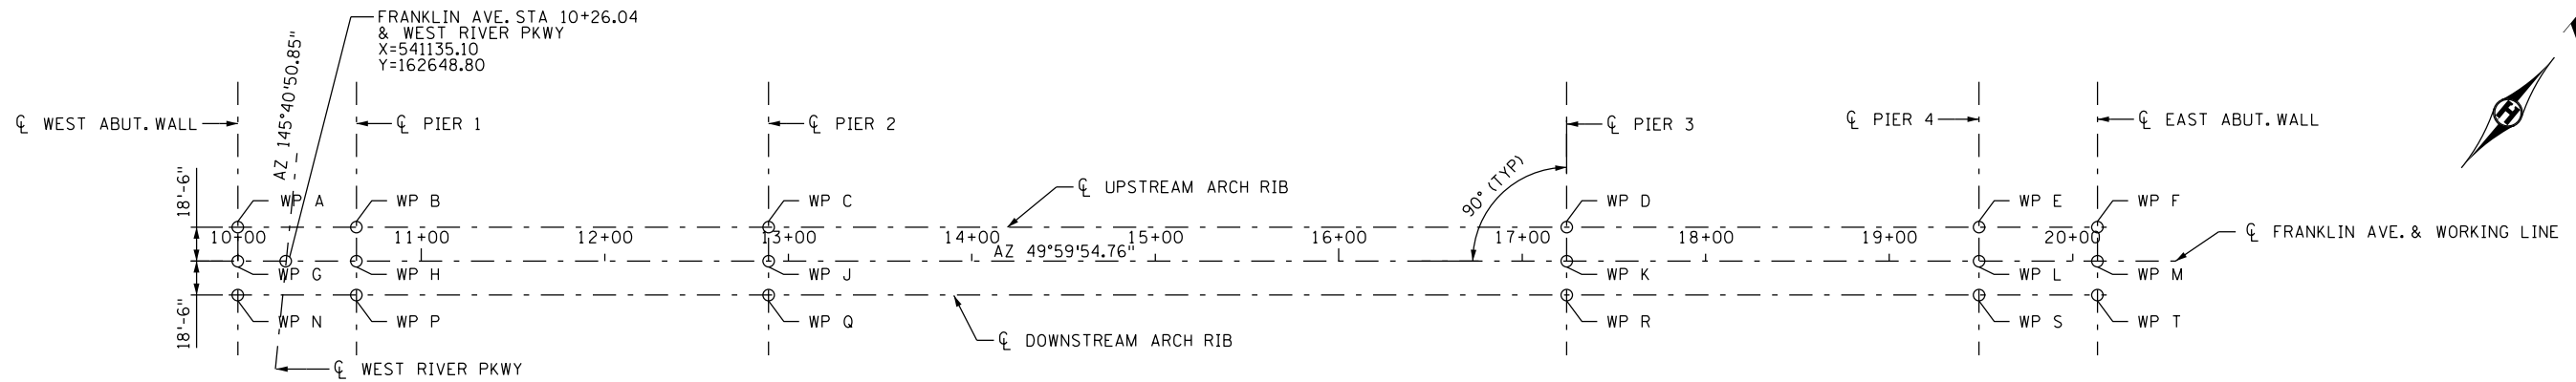 FRANKLIN AVE. STA 10+26.04
& WEST RIVER PKWY
X=541135.10
Y=162648.80
AZ 145°40'50.85"
℄ WEST ABUT. WALL
℄ PIER 1
℄ PIER 2
℄ PIER 3
℄ PIER 4
℄ EAST ABUT. WALL
18'-6"
18'-6"
90° (TYP)
℄ UPSTREAM ARCH RIB
WP A
WP B
WP C
WP D
WP E
WP F
10+00
11+00
12+00
13+00
14+00
15+00
16+00
17+00
18+00
19+00
20+00
AZ 49°59'54.76"
℄ FRANKLIN AVE. & WORKING LINE
WP G
WP H
WP J
WP K
WP L
WP M
WP N
WP P
WP Q
WP R
WP S
WP T
℄ DOWNSTREAM ARCH RIB
℄ WEST RIVER PKWY